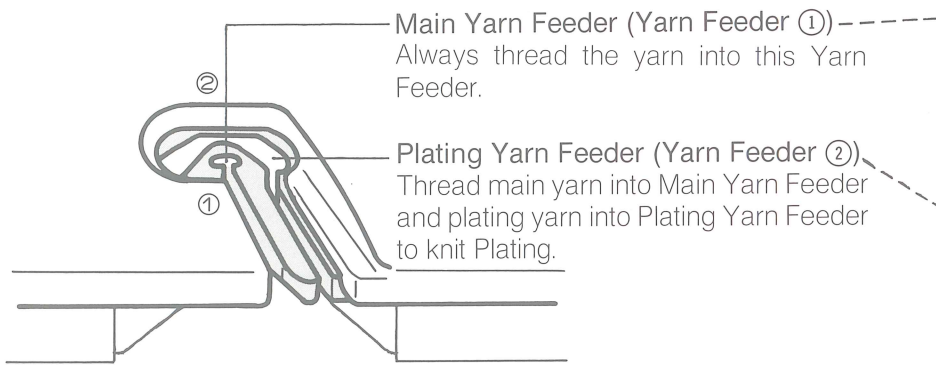 Main Yarn Feeder (Yarn Feeder ①)
Always thread the yarn into this Yarn
Feeder.
②
Plating Yarn Feeder (Yarn Feeder ②)
Thread main yarn into Main Yarn Feeder
and plating yarn into Plating Yarn Feeder
to knit Plating.
①